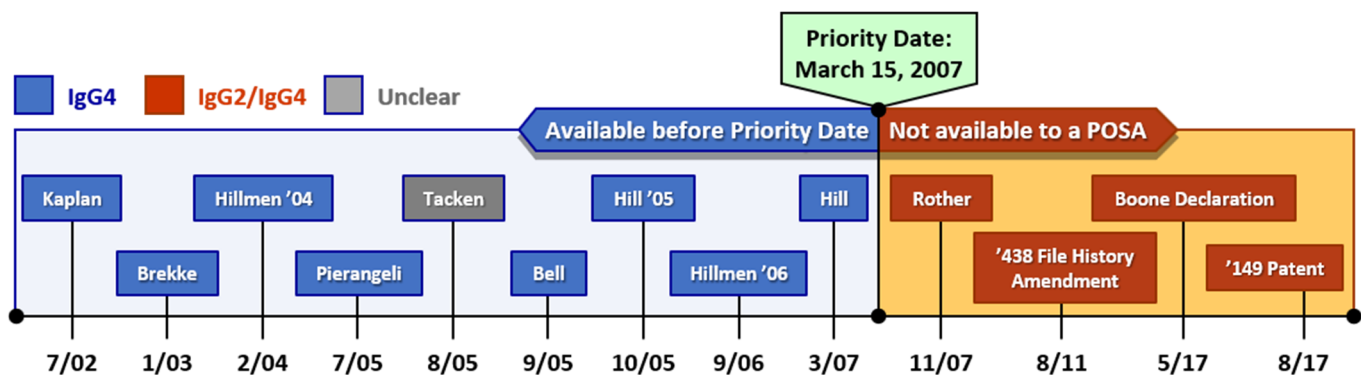 Priority Date:
March 15, 2007
IgG4
IgG2/IgG4
Unclear
Available before Priority Date
Not available to a POSA
Kaplan
Hillmen ’04
Tacken
Hill ’05
Hill
Rother
Boone Declaration
Brekke
Pierangeli
Bell
Hillmen ’06
’438 File History
Amendment
’149 Patent
7/02
1/03
2/04
7/05
8/05
9/05
10/05
9/06
3/07
11/07
8/11
5/17
8/17